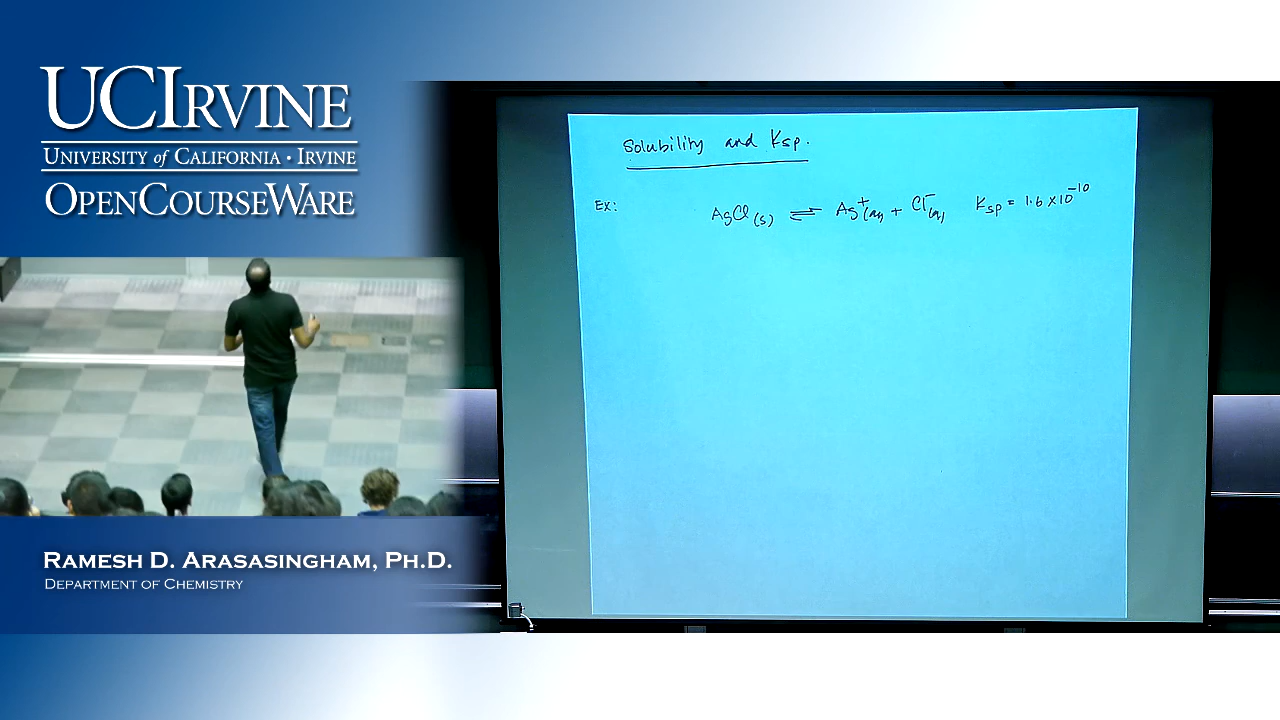 UCIRVINE
UNIVERSITY of CALIFORNIA · IRVINE
OPENCOURSEWARE
Solubility and Ksp.
EX: AgCl(s) ⇌ Ag⁺(aq) + Cl⁻(aq) Ksp = 1.6 × 10⁻¹⁰
RAMESH D. ARASASINGHAM, PH.D.
DEPARTMENT OF CHEMISTRY